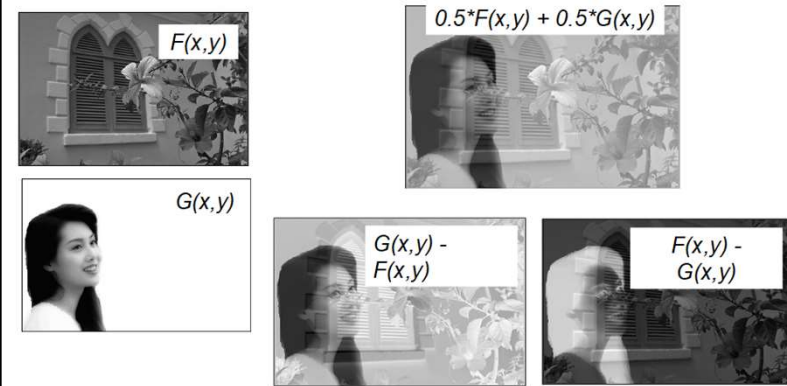 F(x,y)
0.5*F(x,y) + 0.5*G(x,y)
G(x,y)
G(x,y) -
F(x,y)
F(x,y) -
G(x,y)